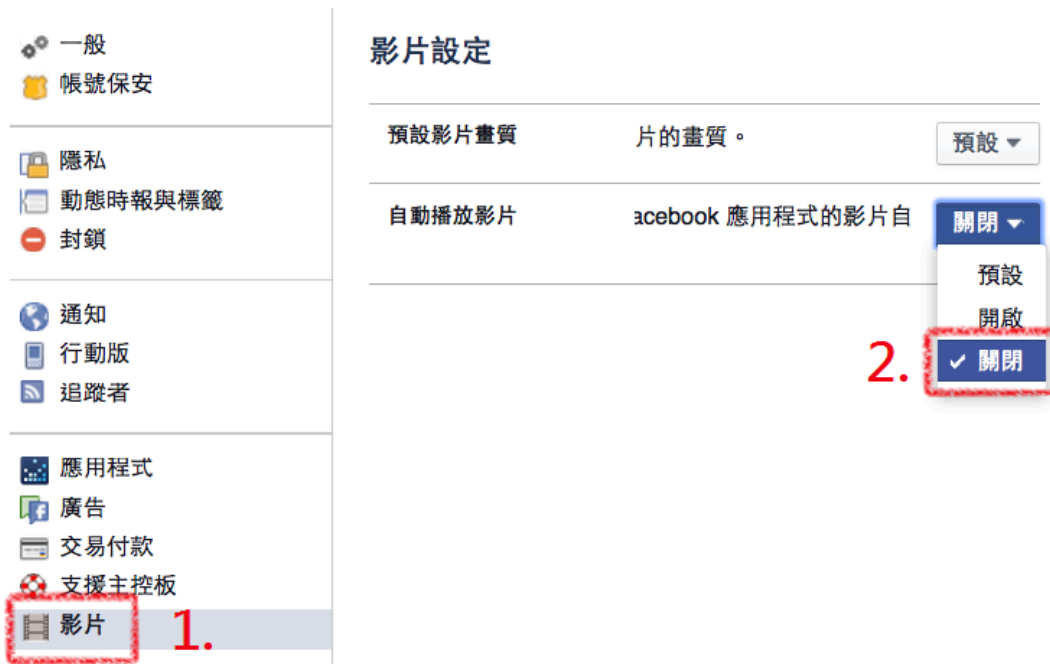 一般
帳號保安
隱私
動態時報與標籤
封鎖
通知
行動版
追蹤者
應用程式
廣告
交易付款
支援主控板
影片
1.
影片設定
預設影片畫質 片的畫質。 預設
自動播放影片 acebook 應用程式的影片自 關閉
預設
開啟
2.
關閉